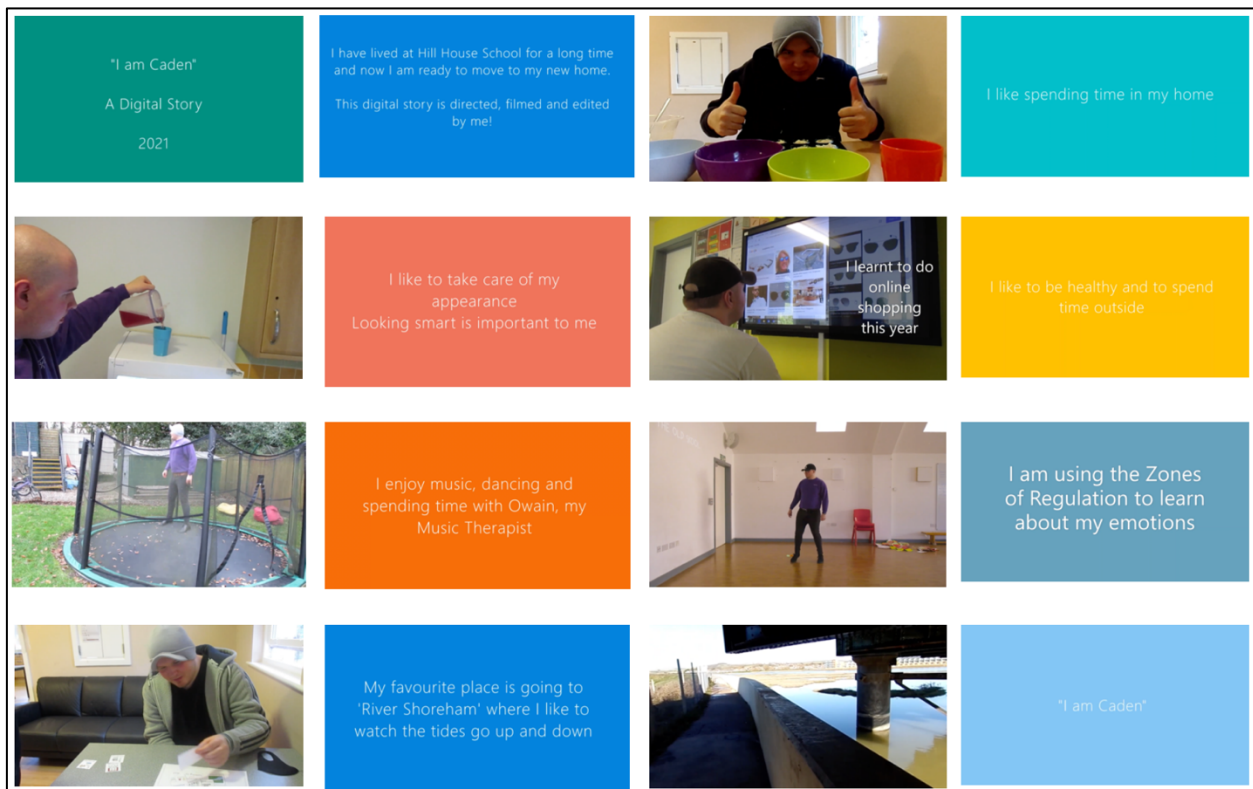 "I am Caden"
A Digital Story
2021
I have lived at Hill House School for a long time
and now I am ready to move to my new home.
This digital story is directed, filmed and edited
by me!
I like spending time in my home
I like to take care of my
appearance
Looking smart is important to me
I learnt to do
online
shopping
this year
I like to be healthy and to spend
time outside
I enjoy music, dancing and
spending time with Owain, my
Music Therapist
I am using the Zones
of Regulation to learn
about my emotions
My favourite place is going to
'River Shoreham' where I like to
watch the tides go up and down
"I am Caden"